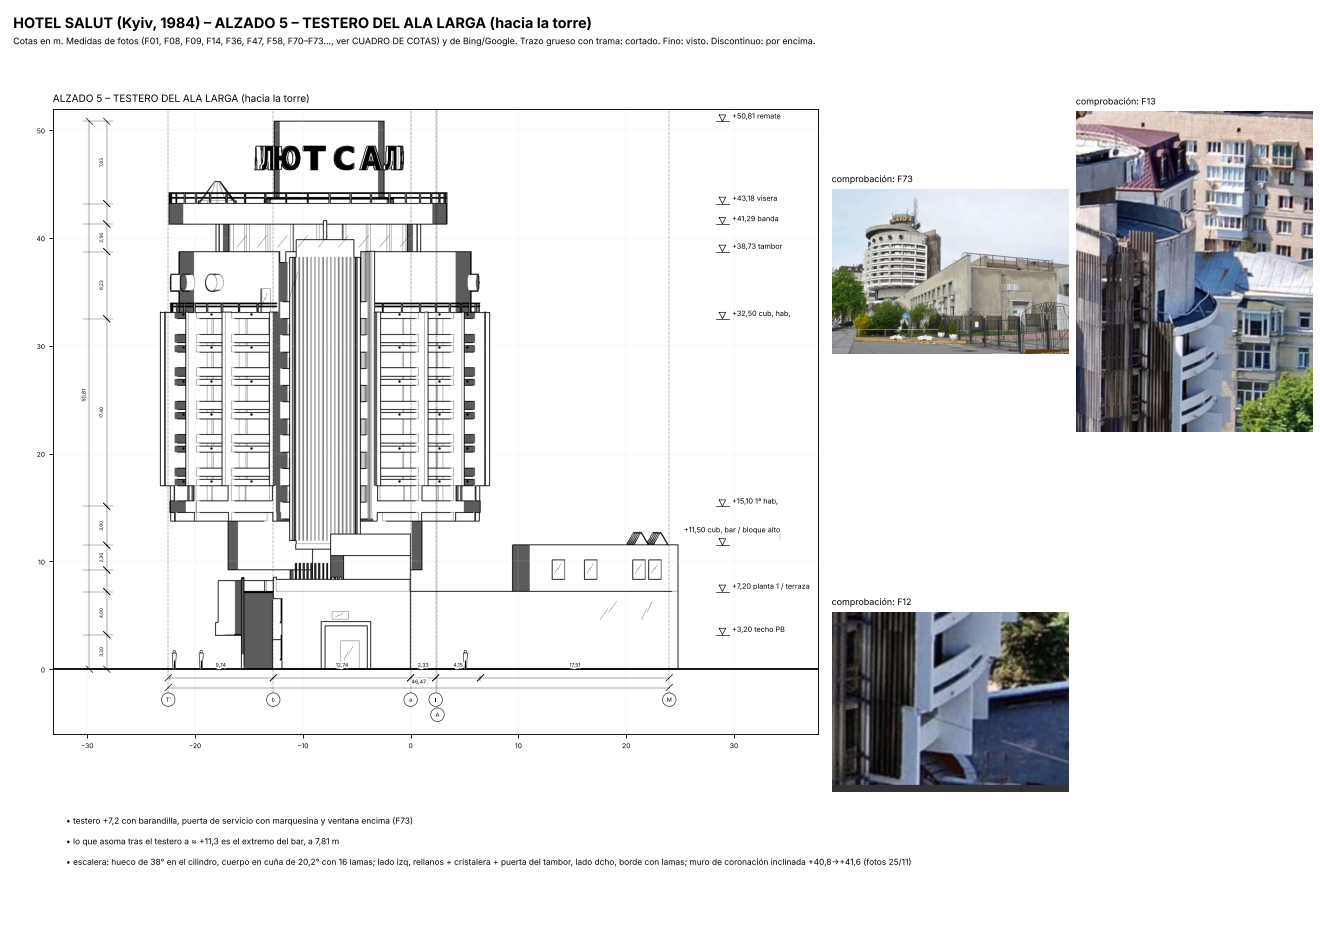 HOTEL SALUT (Kyiv, 1984) – ALZADO 5 – TESTERO DEL ALA LARGA (hacia la torre)
Cotas en m. Medidas de fotos (F01, F08, F09, F14, F36, F47, F58, F70–F73..., ver CUADRO DE COTAS) y de Bing/Google. Trazo grueso con trama: cortado. Fino: visto. Discontinuo: por encima.
ALZADO 5 – TESTERO DEL ALA LARGA (hacia la torre)
comprobación: F13
comprobación: F73
comprobación: F12
50
40
30
20
10
0
+50,81 remate
+43,18 visera
+41,29 banda
+38,73 tambor
+32,50 cub, hab,
+15,10 1ª hab,
+11,50 cub, bar / bloque alto
+7,20 planta 1 / terraza
+3,20 techo PB
ЛЮТ САЛ
7,63
2,56
6,23
50,81
17,40
3,60
2,30
4,00
3,20
9,74
12,74
2,33
4,15
17,51
46,47
T'
b
a
I
M
A
−30
−20
−10
0
10
20
30
• testero +7,2 con barandilla, puerta de servicio con marquesina y ventana encima (F73)
• lo que asoma tras el testero a ≈ +11,3 es el extremo del bar, a 7,81 m
• escalera: hueco de 38° en el cilindro, cuerpo en cuña de 20,2° con 16 lamas; lado izq, rellanos + cristalera + puerta del tambor, lado dcho, borde con lamas; muro de coronación inclinada +40,8→+41,6 (fotos 25/11)